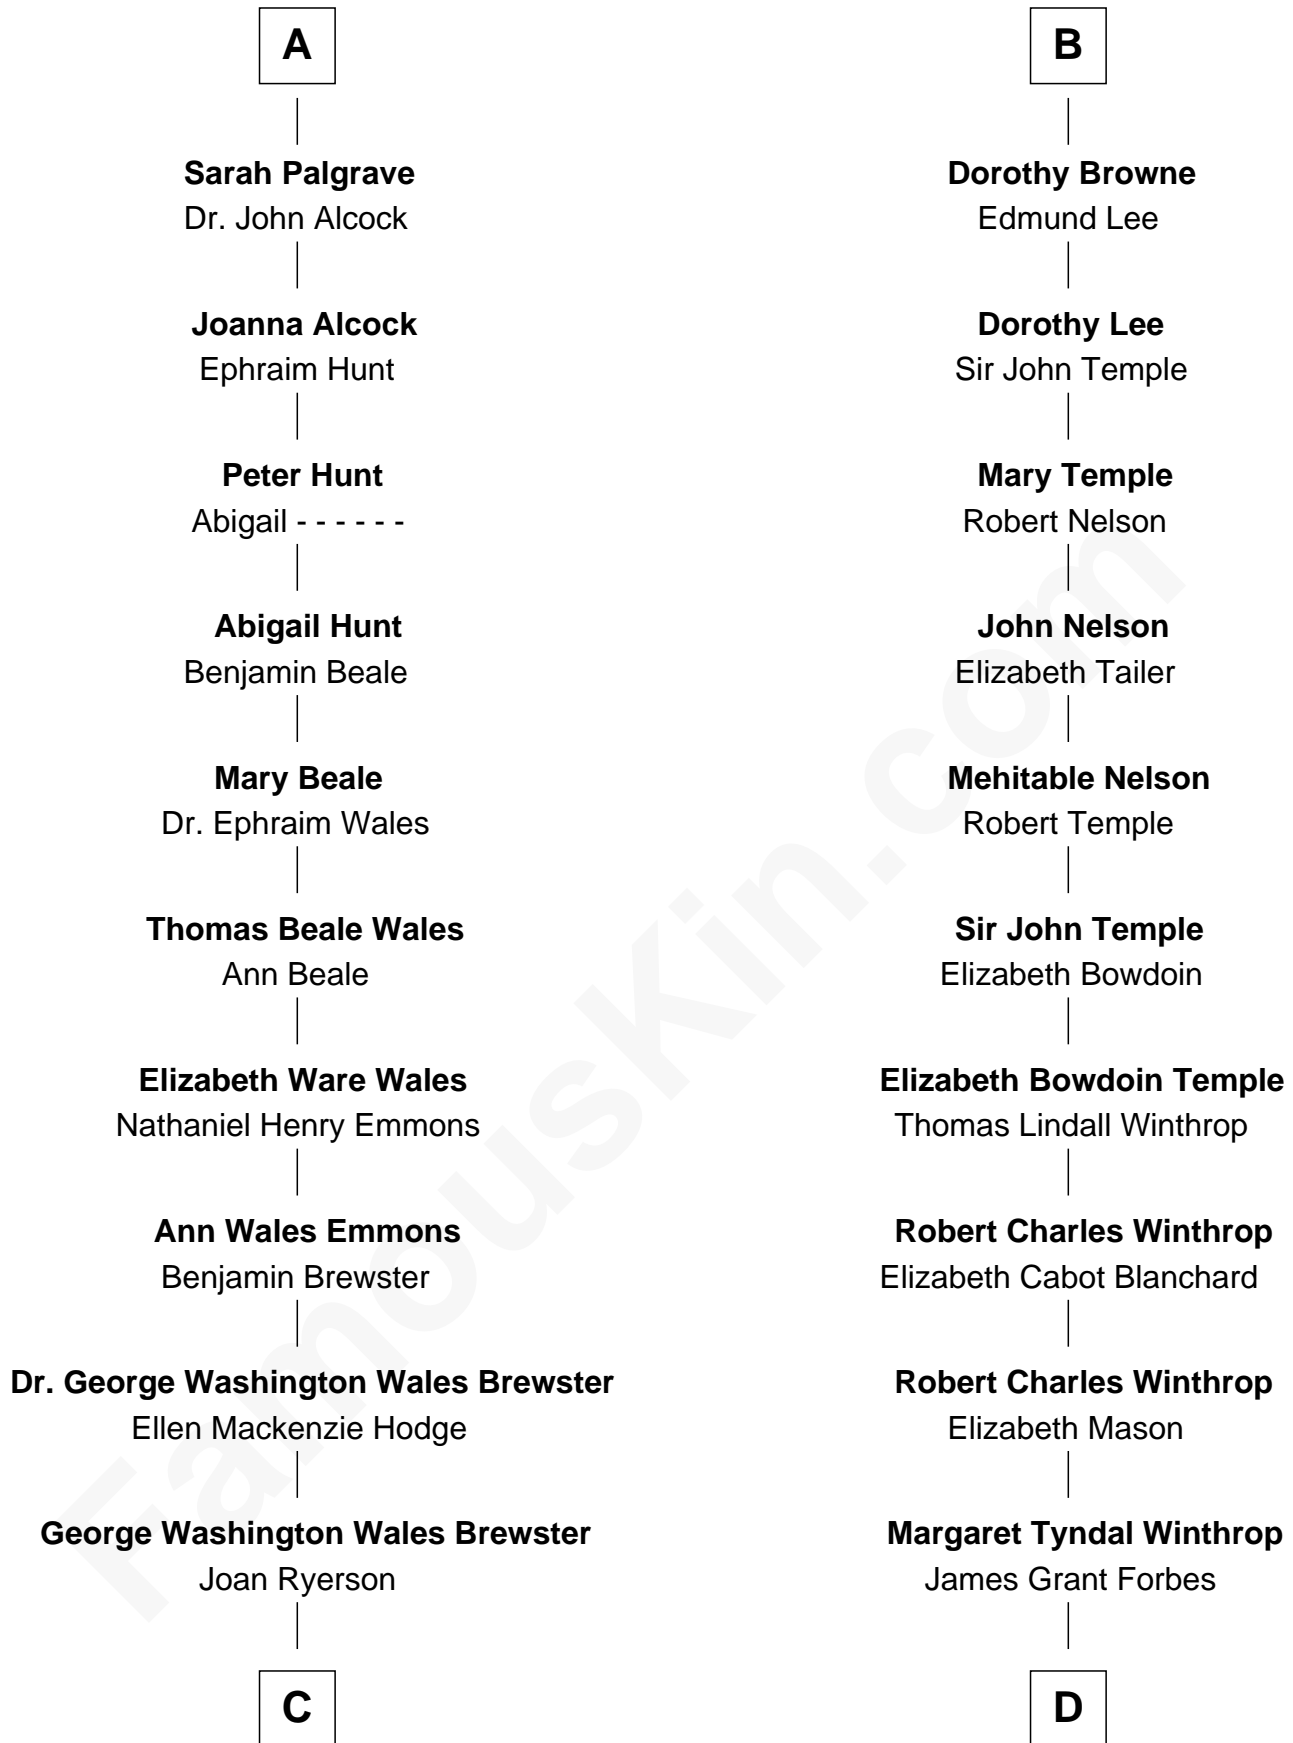 A
Sarah Palgrave
Dr. John Alcock
Joanna Alcock
Ephraim Hunt
Peter Hunt
Abigail - - - - - -
Abigail Hunt
Benjamin Beale
Mary Beale
Dr. Ephraim Wales
Thomas Beale Wales
Ann Beale
Elizabeth Ware Wales
Nathaniel Henry Emmons
Ann Wales Emmons
Benjamin Brewster
Dr. George Washington Wales Brewster
Ellen Mackenzie Hodge
George Washington Wales Brewster
Joan Ryerson
C
B
Dorothy Browne
Edmund Lee
Dorothy Lee
Sir John Temple
Mary Temple
Robert Nelson
John Nelson
Elizabeth Tailer
Mehitable Nelson
Robert Temple
Sir John Temple
Elizabeth Bowdoin
Elizabeth Bowdoin Temple
Thomas Lindall Winthrop
Robert Charles Winthrop
Elizabeth Cabot Blanchard
Robert Charles Winthrop
Elizabeth Mason
Margaret Tyndal Winthrop
James Grant Forbes
D
FamousKin.com